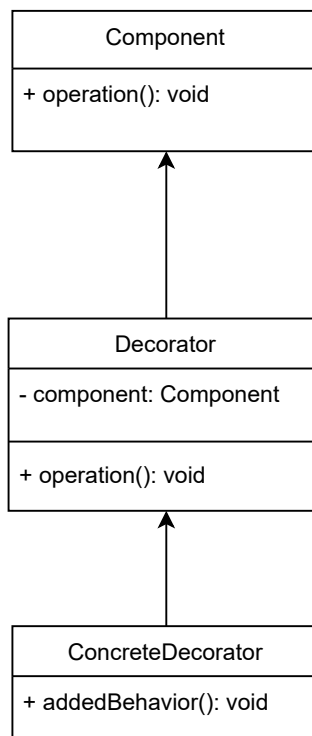 Component
+ operation(): void
Decorator
- component: Component
+ operation(): void
ConcreteDecorator
+ addedBehavior(): void